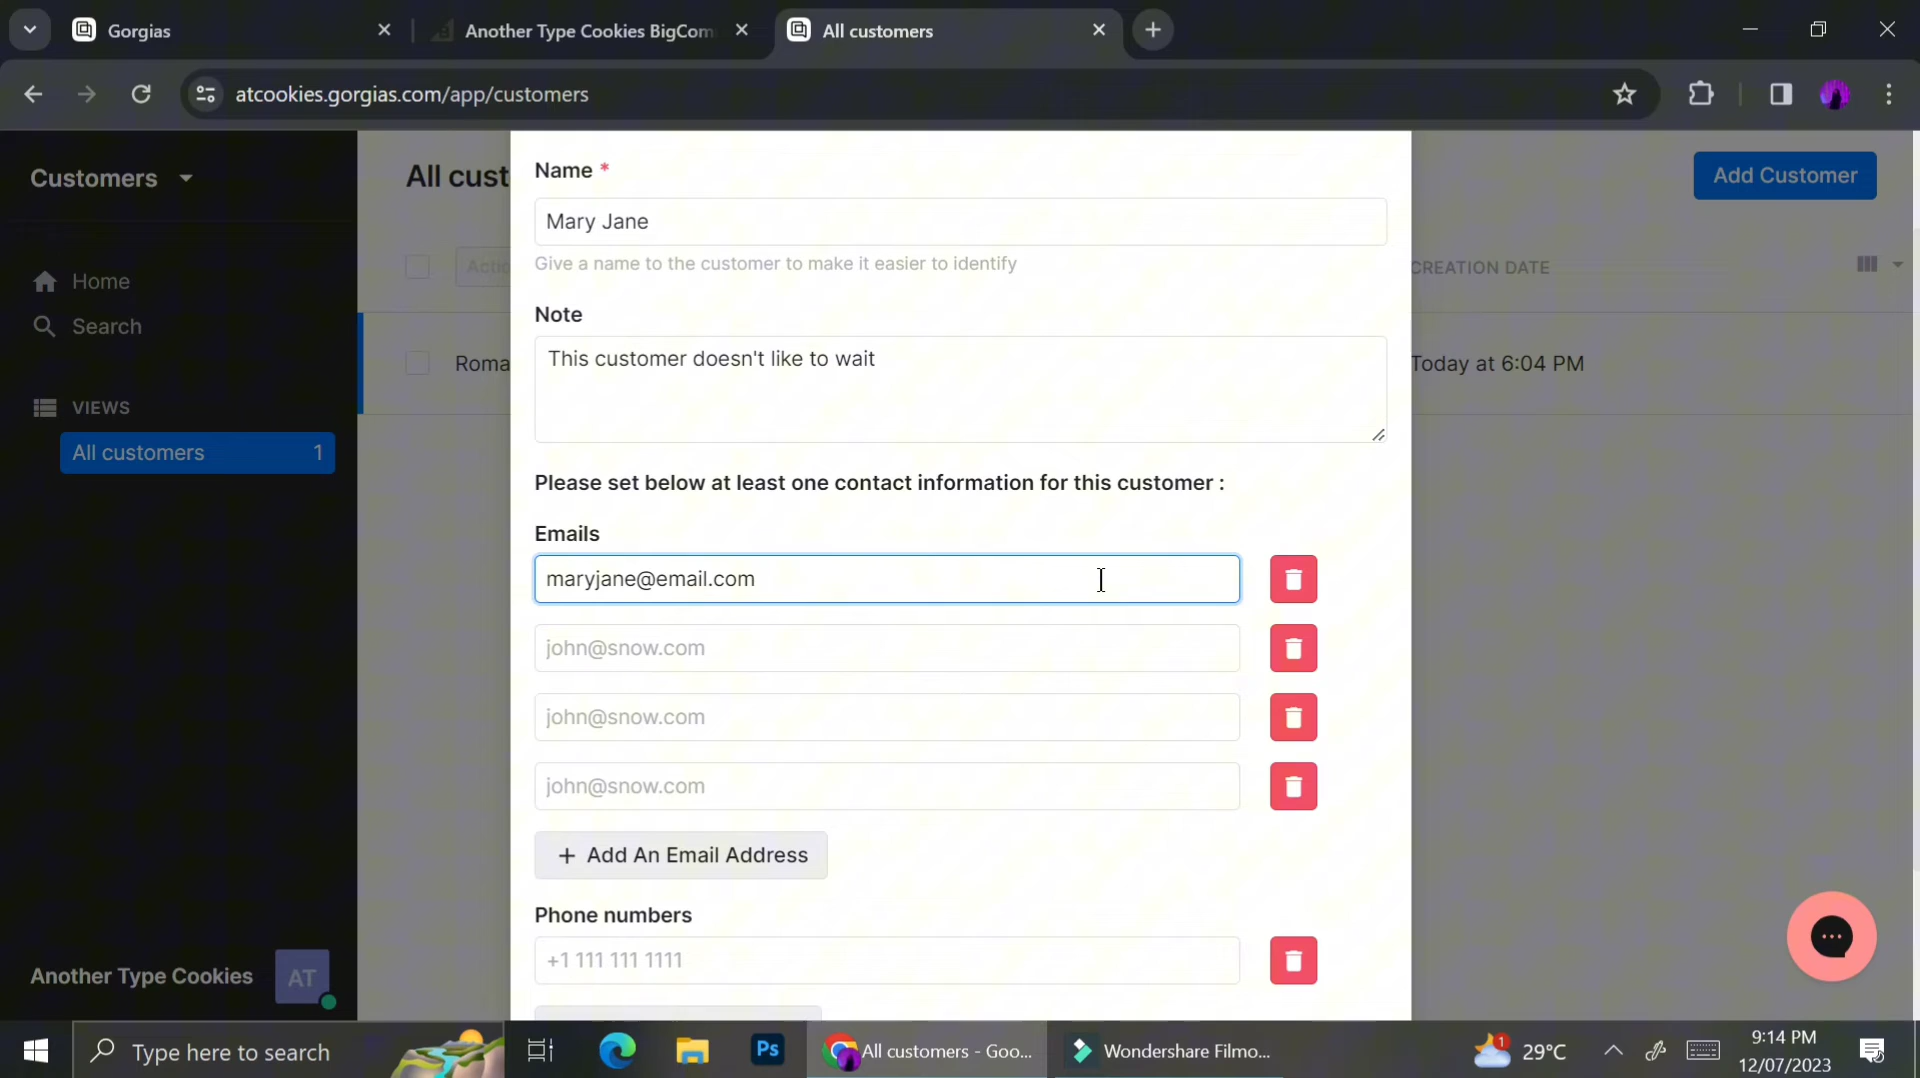 Gorgias
Another Type Cookies BigCom
All customers
atcookies.gorgias.com/app/customers
Customers
All cust
Add Customer
Name *
Mary Jane
Give a name to the customer to make it easier to identify
Actio
CREATION DATE
Home
Search
Note
This customer doesn't like to wait
Roma
Today at 6:04 PM
VIEWS
All customers 1
Please set below at least one contact information for this customer :
Emails
maryjane@email.com
john@snow.com
john@snow.com
john@snow.com
+ Add An Email Address
Phone numbers
+1 111 111 1111
Another Type Cookies
AT
Type here to search
Ps
All customers - Goo...
Wondershare Filmo...
1
29°C
9:14 PM
12/07/2023